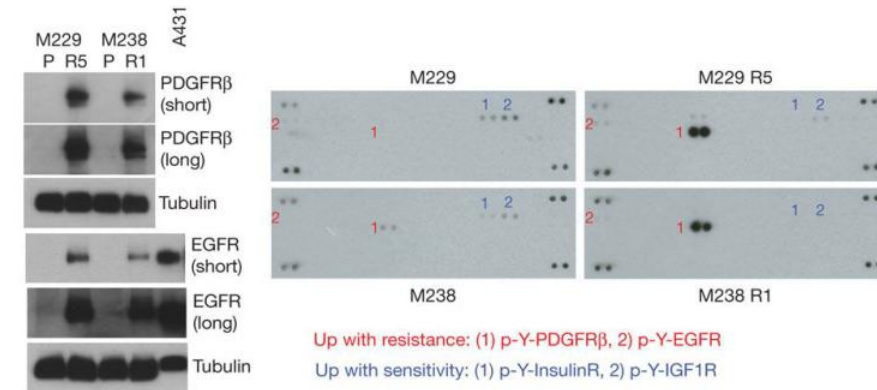 A431
M229 M238
P R5 P R1
PDGFRβ
(short)
PDGFRβ
(long)
Tubulin
EGFR
(short)
EGFR
(long)
Tubulin
M229
M229 R5
1 2
2
1
1 2
2
1
1 2
2
1
1 2
2
1
M238
M238 R1
Up with resistance: (1) p-Y-PDGFRβ, 2) p-Y-EGFR
Up with sensitivity: (1) p-Y-InsulinR, 2) p-Y-IGF1R